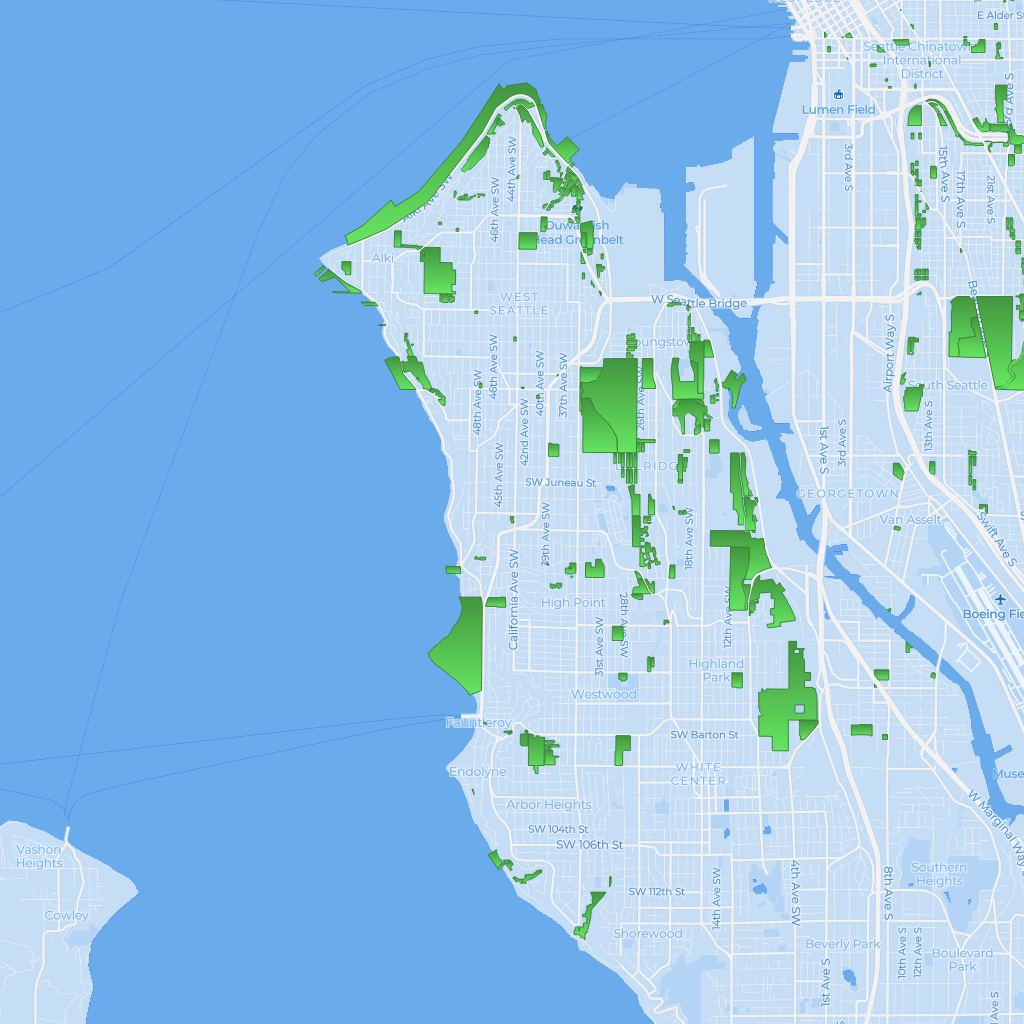 E Alder St
Seattle Chinatown
International
District
Lumen Field
3rd Ave S
15th Ave S
17th Ave S
21st Ave S
44th Ave SW
46th Ave SW
Alki Ave SW
Duwamish
Head Greenbelt
Alki
WEST
SEATTLE
W Seattle Bridge
Youngstown
Airport Way S
South Seattle
13th Ave S
46th Ave SW
48th Ave SW
40th Ave SW
37th Ave SW
42nd Ave SW
45th Ave SW
26th Ave SW
1st Ave S
3rd Ave S
SW Juneau St
GEORGETOWN
Van Asselt
Swift Ave S
39th Ave SW
18th Ave SW
California Ave SW
High Point
28th Ave SW
31st Ave SW
12th Ave SW
Boeing Fie
Highland
Park
Westwood
Fauntleroy
SW Barton St
Endolyne
WHITE
CENTER
Muse
W Marginal Way
Arbor Heights
SW 104th St
SW 106th St
Vashon
Heights
Southern
Heights
SW 112th St
14th Ave SW
4th Ave SW
8th Ave S
Cowley
Shorewood
Beverly Park
10th Ave S
12th Ave S
Boulevard
Park
1st Ave S